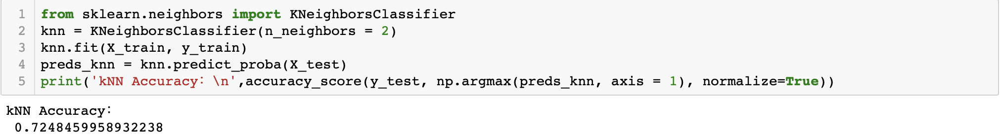 1 from sklearn.neighbors import KNeighborsClassifier
2 knn = KNeighborsClassifier(n_neighbors = 2)
3 knn.fit(X_train, y_train)
4 preds_knn = knn.predict_proba(X_test)
5 print('kNN Accuracy: \n',accuracy_score(y_test, np.argmax(preds_knn, axis = 1), normalize=True))
kNN Accuracy:
 0.7248459958932238